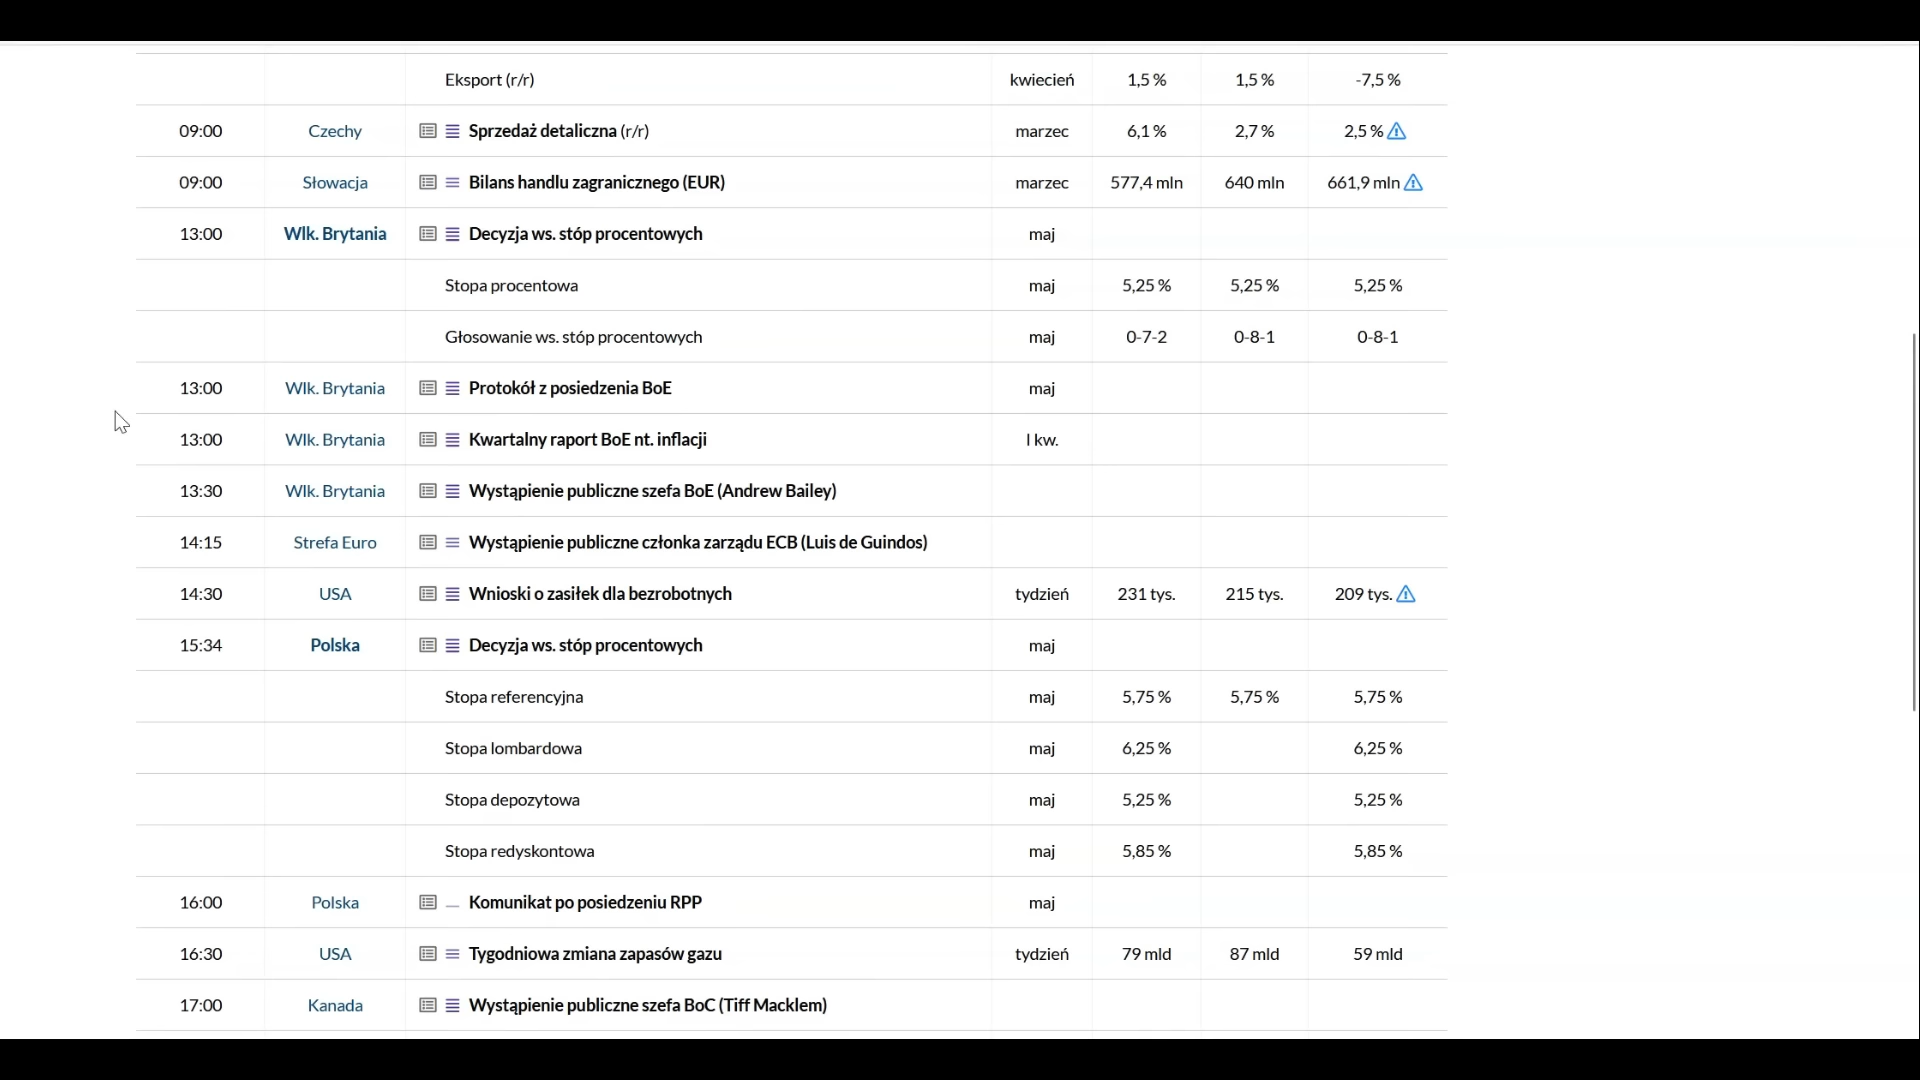 Eksport (r/r) kwiecień 1,5 % 1,5 % -7,5 %
09:00 Czechy Sprzedaż detaliczna (r/r) marzec 6,1 % 2,7 % 2,5 %
09:00 Słowacja Bilans handlu zagranicznego (EUR) marzec 577,4 mln 640 mln 661,9 mln
13:00 Wlk. Brytania Decyzja ws. stóp procentowych maj
Stopa procentowa maj 5,25 % 5,25 % 5,25 %
Głosowanie ws. stóp procentowych maj 0-7-2 0-8-1 0-8-1
13:00 Wlk. Brytania Protokół z posiedzenia BoE maj
13:00 Wlk. Brytania Kwartalny raport BoE nt. inflacji I kw.
13:30 Wlk. Brytania Wystąpienie publiczne szefa BoE (Andrew Bailey)
14:15 Strefa Euro Wystąpienie publiczne członka zarządu ECB (Luis de Guindos)
14:30 USA Wnioski o zasiłek dla bezrobotnych tydzień 231 tys. 215 tys. 209 tys.
15:34 Polska Decyzja ws. stóp procentowych maj
Stopa referencyjna maj 5,75 % 5,75 % 5,75 %
Stopa lombardowa maj 6,25 % 6,25 %
Stopa depozytowa maj 5,25 % 5,25 %
Stopa redyskontowa maj 5,85 % 5,85 %
16:00 Polska Komunikat po posiedzeniu RPP maj
16:30 USA Tygodniowa zmiana zapasów gazu tydzień 79 mld 87 mld 59 mld
17:00 Kanada Wystąpienie publiczne szefa BoC (Tiff Macklem)